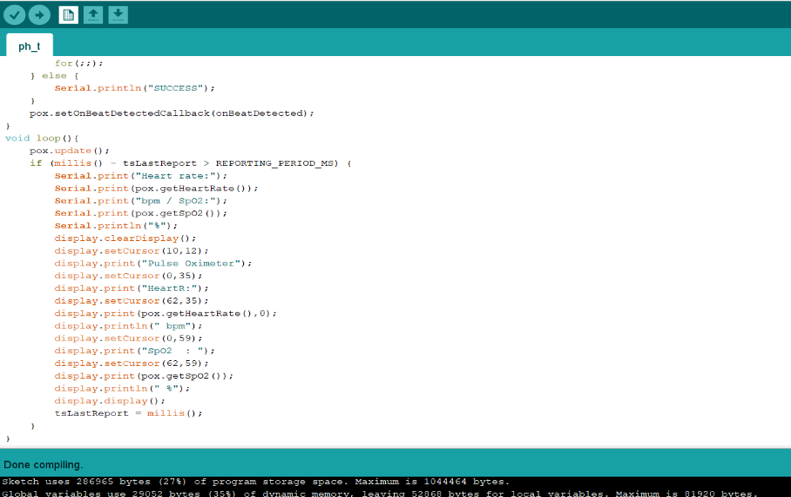 ph_t
for(;;);
} else {
Serial.println("SUCCESS");
}
pox.setOnBeatDetectedCallback(onBeatDetected);
}
void loop(){
pox.update();
if (millis() - tsLastReport > REPORTING_PERIOD_MS) {
Serial.print("Heart rate:");
Serial.print(pox.getHeartRate());
Serial.print("bpm / SpO2:");
Serial.print(pox.getSpO2());
Serial.println("%");
display.clearDisplay();
display.setCursor(10,12);
display.print("Pulse Oximeter");
display.setCursor(0,35);
display.print("HeartR:");
display.setCursor(62,35);
display.print(pox.getHeartRate(),0);
display.println(" bpm");
display.setCursor(0,59);
display.print("SpO2  : ");
display.setCursor(62,59);
display.print(pox.getSpO2());
display.println(" %");
display.display();
tsLastReport = millis();
}
}
Done compiling.
Sketch uses 286965 bytes (27%) of program storage space. Maximum is 1044464 bytes.
Global variables use 29052 bytes (35%) of dynamic memory, leaving 52868 bytes for local variables. Maximum is 81920 bytes.